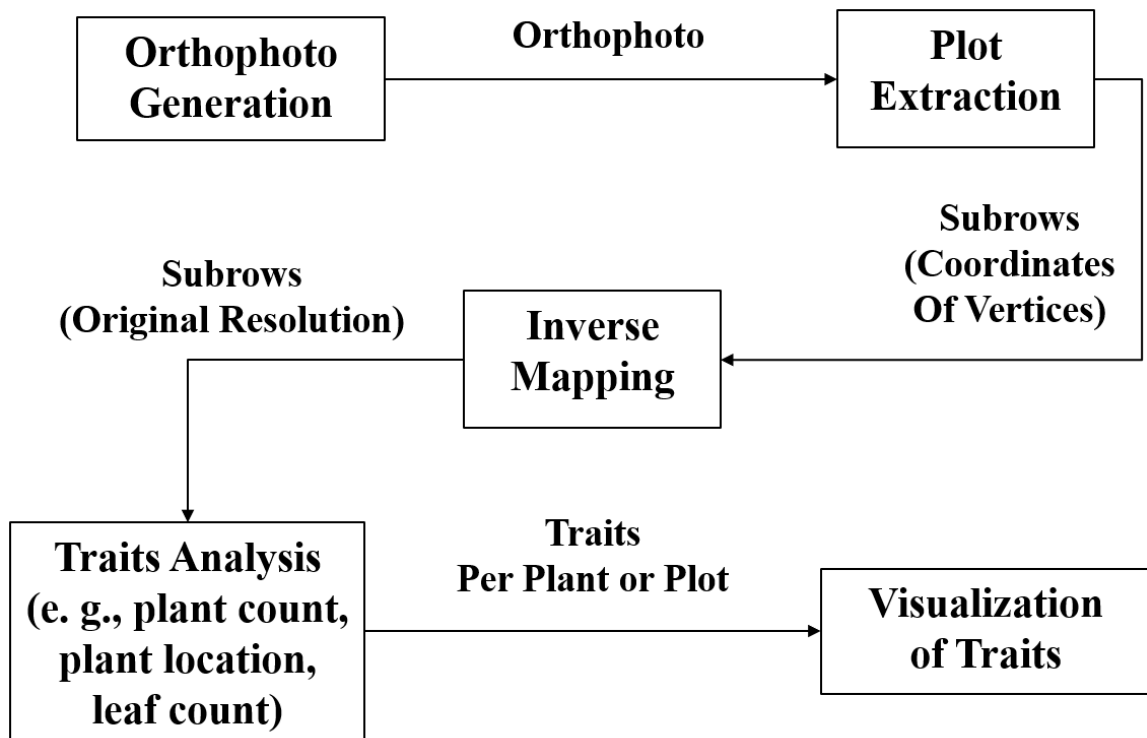 Orthophoto
Generation
Orthophoto
Plot
Extraction
Subrows
(Coordinates
Of Vertices)
Subrows
(Original Resolution)
Inverse
Mapping
Traits Analysis
(e. g., plant count,
plant location,
leaf count)
Traits
Per Plant or Plot
Visualization
of Traits